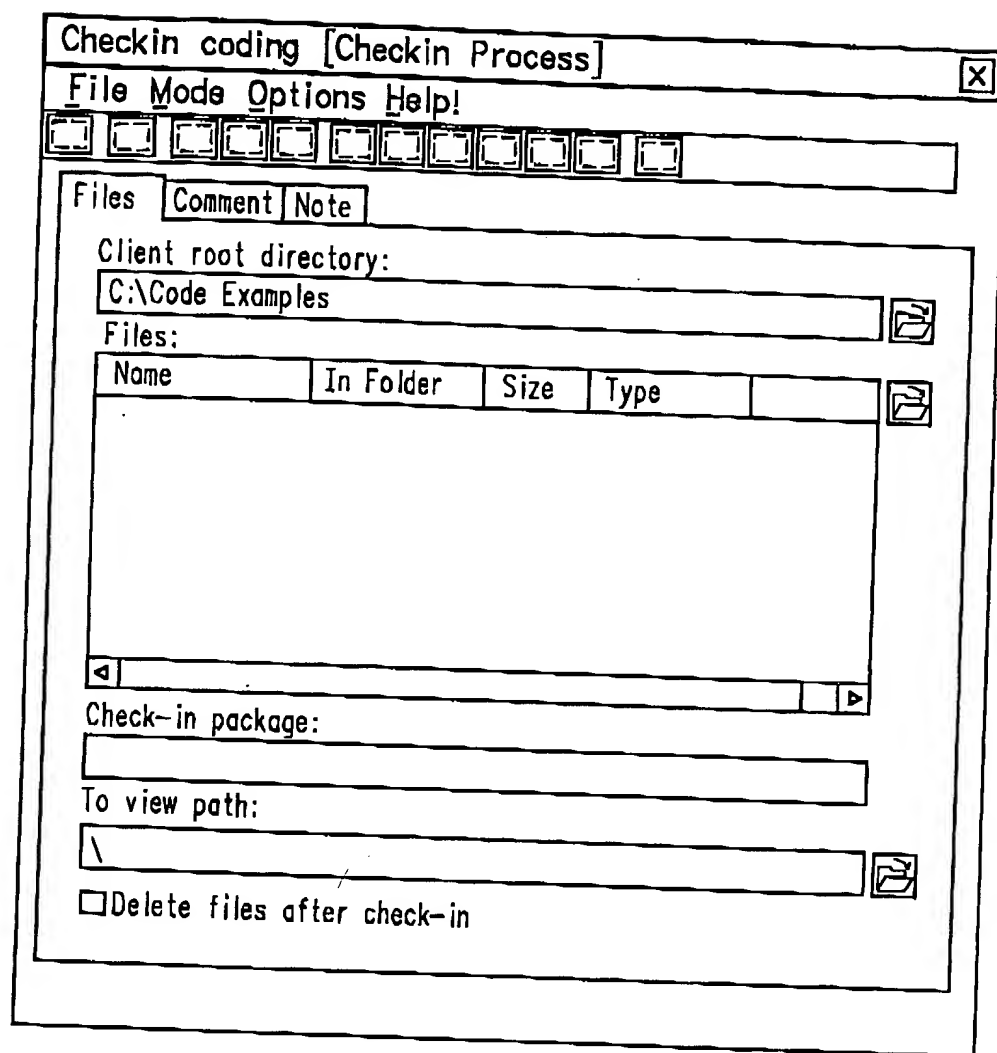 Checkin coding [Checkin Process]
File Mode Options Help!
Files Comment Note
Client root directory:
C:\Code Examples
Files:
Name In Folder Size Type
Check-in package:
To view path:
\
Delete files after check-in